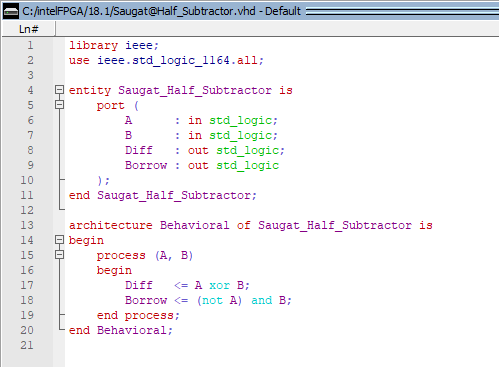 C:/intelFPGA/18.1/Saugat@Half_Subtractor.vhd - Default
Ln#
1 library ieee;
2 use ieee.std_logic_1164.all;
3
4 entity Saugat_Half_Subtractor is
5 port (
6 A : in std_logic;
7 B : in std_logic;
8 Diff : out std_logic;
9 Borrow : out std_logic
10 );
11 end Saugat_Half_Subtractor;
12
13 architecture Behavioral of Saugat_Half_Subtractor is
14 begin
15 process (A, B)
16 begin
17 Diff <= A xor B;
18 Borrow <= (not A) and B;
19 end process;
20 end Behavioral;
21